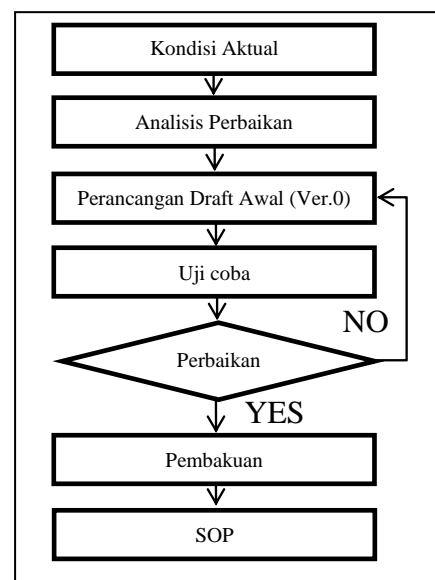 Kondisi Aktual
Analisis Perbaikan
Perancangan Draft Awal (Ver.0)
Uji coba
NO
Perbaikan
YES
Pembakuan
SOP